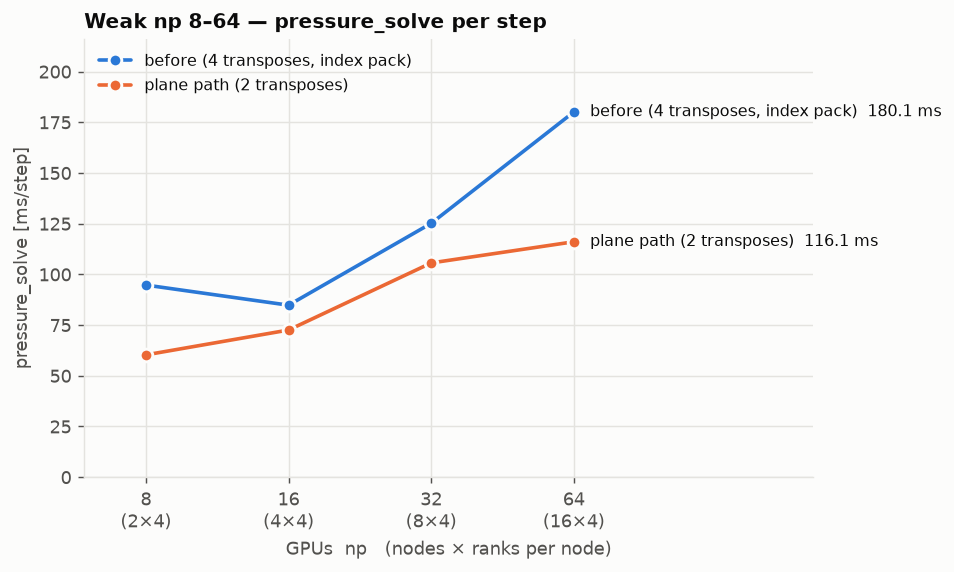 Weak np 8–64 — pressure_solve per step
before (4 transposes, index pack)
plane path (2 transposes)
200
175
150
125
100
75
50
25
0
pressure_solve [ms/step]
before (4 transposes, index pack)  180.1 ms
plane path (2 transposes)  116.1 ms
8 16 32 64
(2×4) (4×4) (8×4) (16×4)
GPUs  np   (nodes × ranks per node)